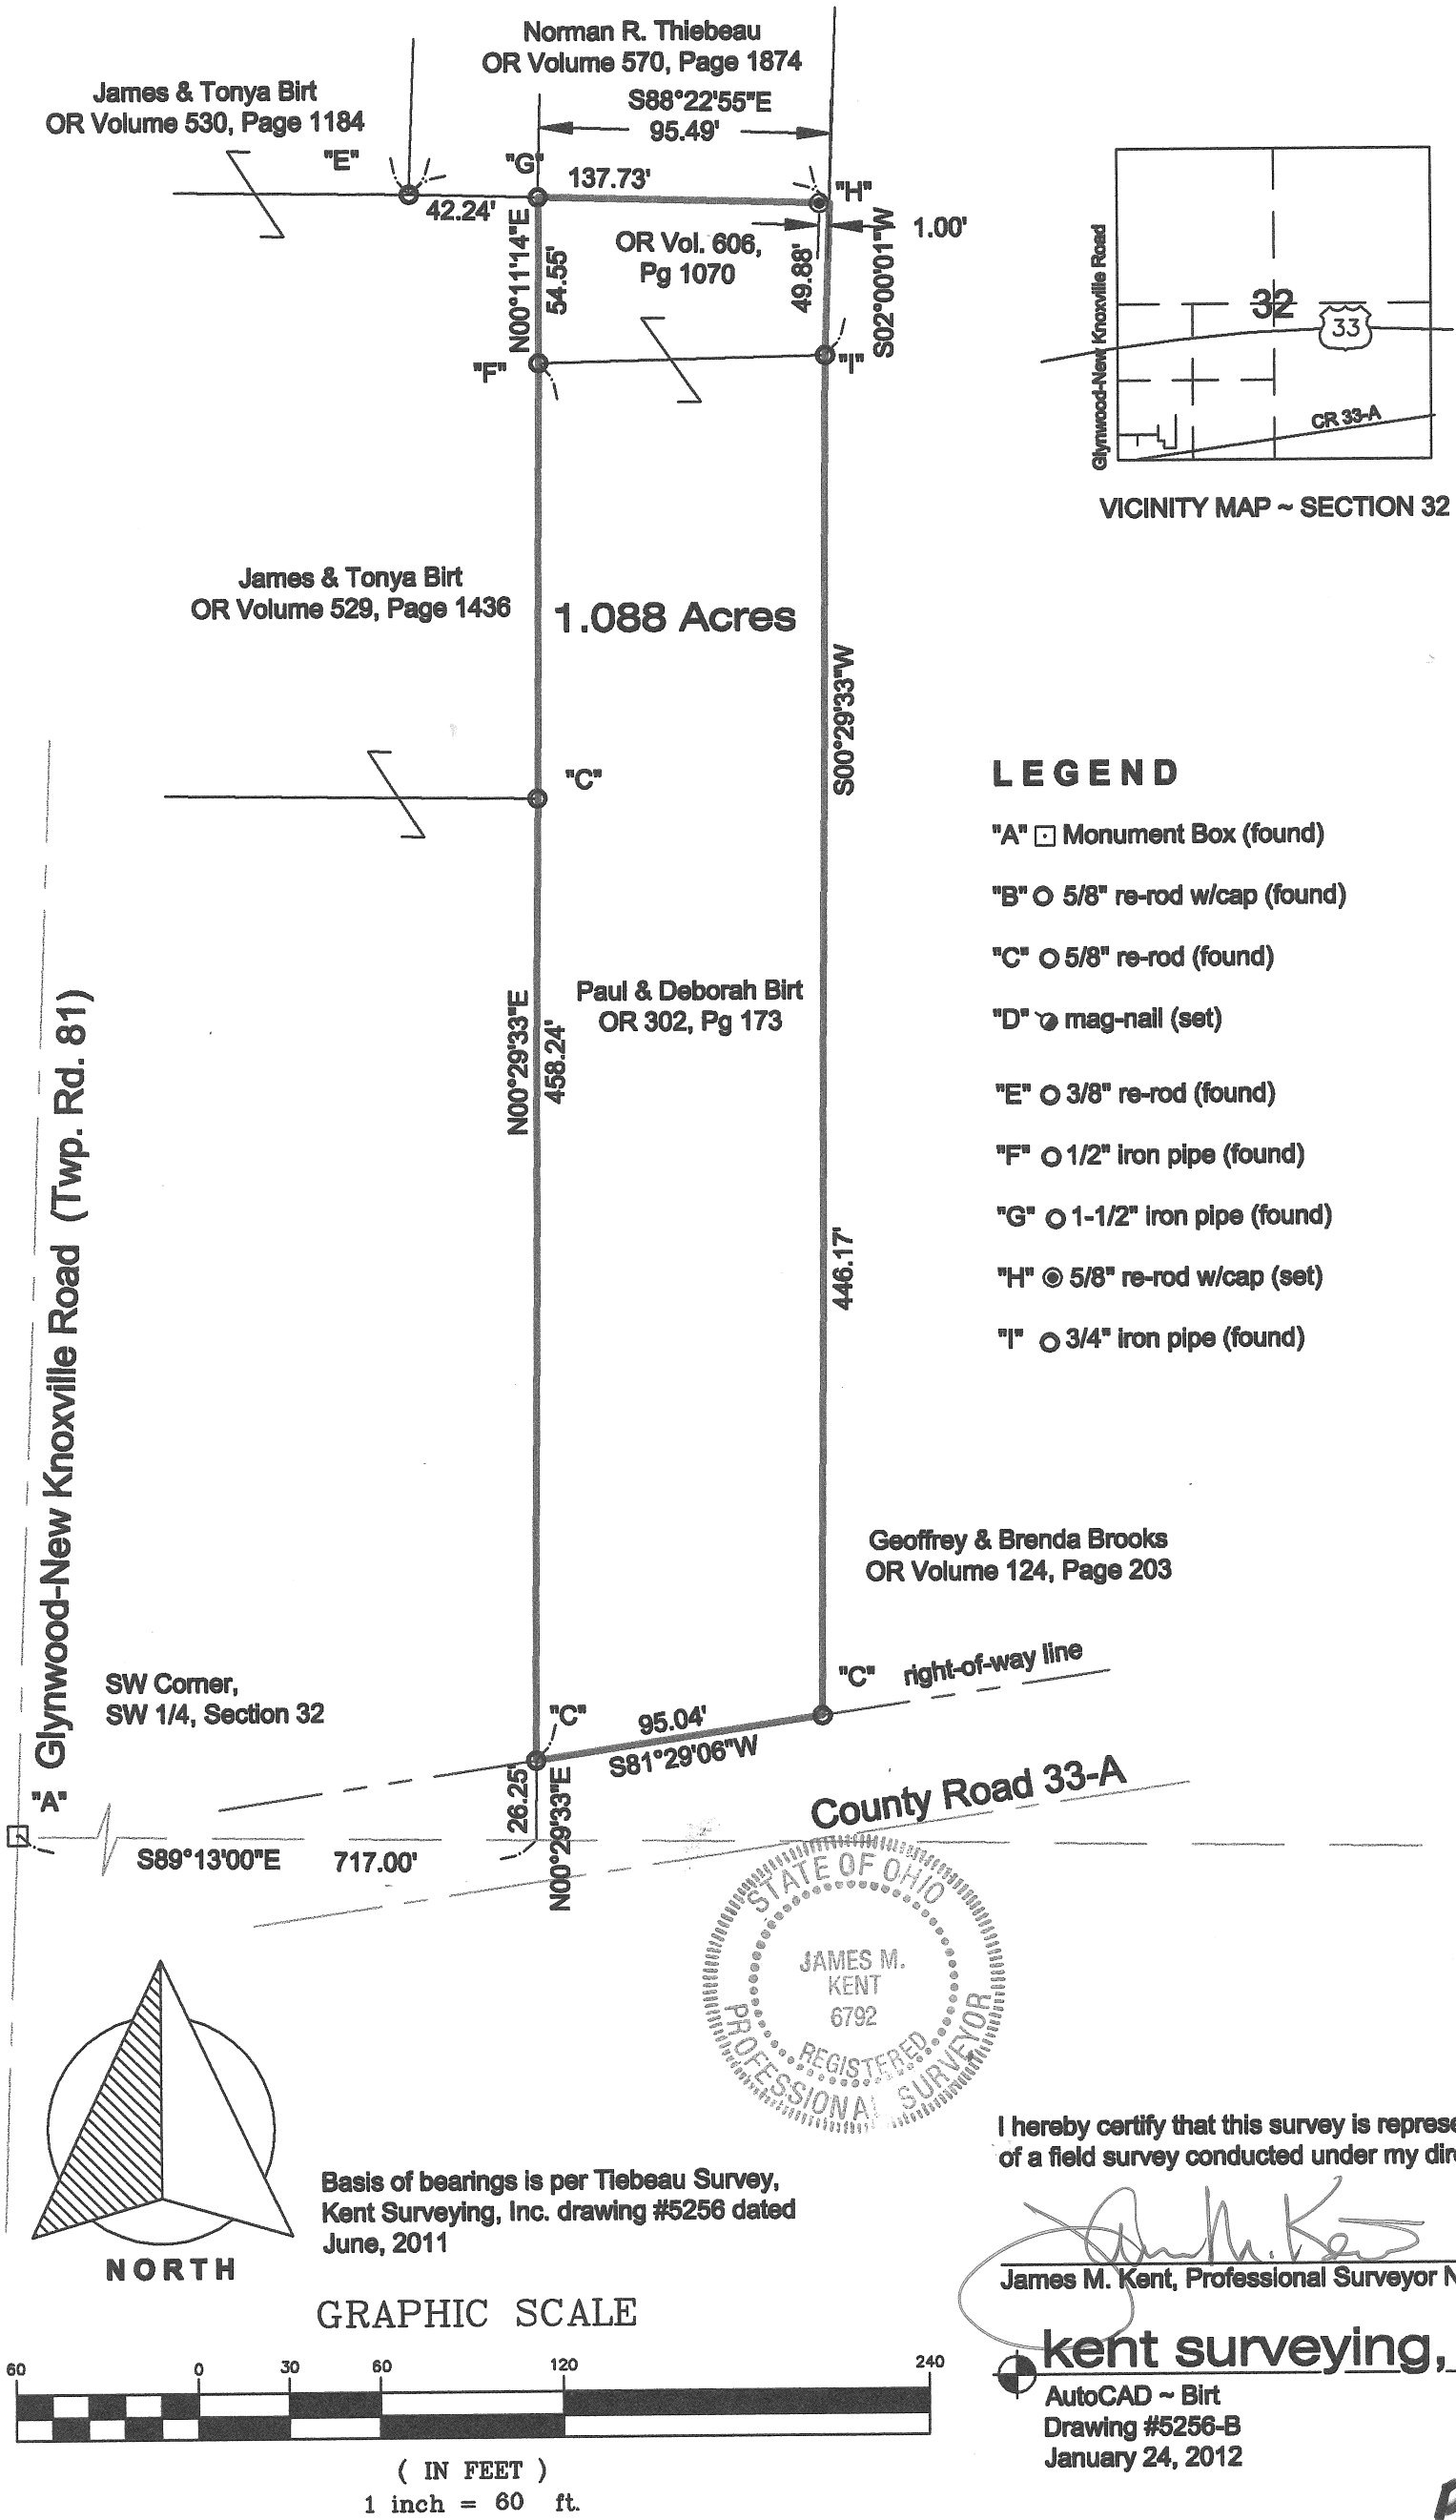 Norman R. Thiebeau
OR Volume 570, Page 1874
James & Tonya Birt
OR Volume 530, Page 1184
S88°22'55"E
95.49'
"E"
"G"
137.73'
"H"
42.24'
1.00'
OR Vol. 606,
Pg 1070
N00°11'14"E
54.55'
49.88'
S02°00'01"W
"F"
"I"
Glynwood-New Knoxville Road
32
33
CR 33-A
VICINITY MAP ~ SECTION 32
James & Tonya Birt
OR Volume 529, Page 1436
1.088 Acres
S00°29'33"W
"C"
LEGEND
"A" Monument Box (found)
"B" 5/8" re-rod w/cap (found)
"C" 5/8" re-rod (found)
"D" mag-nail (set)
"E" 3/8" re-rod (found)
"F" 1/2" iron pipe (found)
"G" 1-1/2" iron pipe (found)
"H" 5/8" re-rod w/cap (set)
"I" 3/4" iron pipe (found)
Paul & Deborah Birt
OR 302, Pg 173
N00°29'33"E
458.24'
446.17'
Glynwood-New Knoxville Road (Twp. Rd. 81)
Geoffrey & Brenda Brooks
OR Volume 124, Page 203
SW Corner,
SW 1/4, Section 32
"C"
right-of-way line
"C"
95.04'
S81°29'06"W
"A"
26.25'
N00°29'33"E
County Road 33-A
S89°13'00"E 717.00'
STATE OF OHIO
JAMES M.
KENT
6792
REGISTERED
PROFESSIONAL SURVEYOR
I hereby certify that this survey is represe
of a field survey conducted under my dir
Basis of bearings is per Tiebeau Survey,
Kent Surveying, Inc. drawing #5256 dated
June, 2011
NORTH
James M. Kent
James M. Kent, Professional Surveyor N
GRAPHIC SCALE
60 0 30 60 120 240
( IN FEET )
1 inch = 60 ft.
kent surveying,
AutoCAD ~ Birt
Drawing #5256-B
January 24, 2012